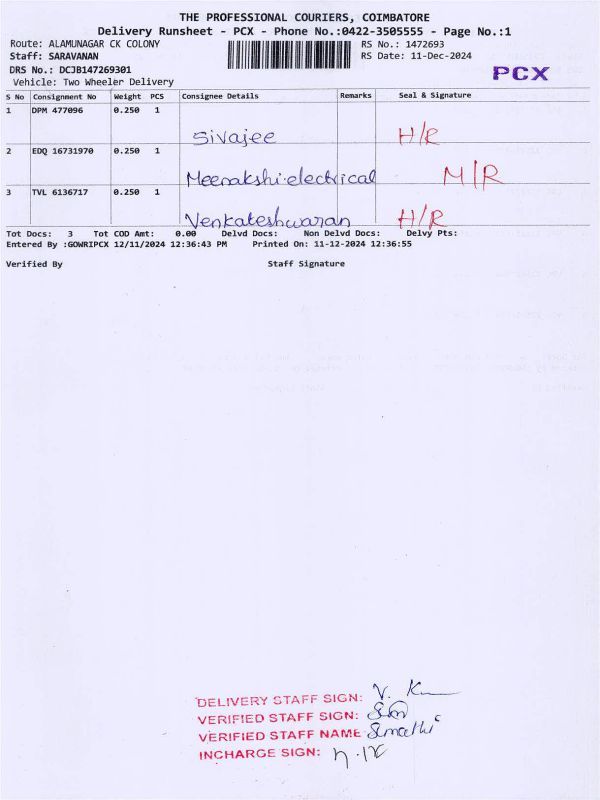 THE PROFESSIONAL COURIERS, COIMBATORE
Delivery Runsheet - PCX - Phone No.:0422-3505555 - Page No.:1
Route: ALAMUNAGAR CK COLONY RS No.: 1472693
Staff: SARAVANAN RS Date: 11-Dec-2024
DRS No.: DCJB147269301 PCX
Vehicle: Two Wheeler Delivery
S No Consignment No Weight PCS Consignee Details Remarks Seal & Signature
1 DPM 477096 0.250 1
Sivajee H/R
2 EDQ 16731970 0.250 1
Meenakshi electrical M/R
3 TVL 6136717 0.250 1
Venkateshwaran H/R
Tot Docs: 3 Tot COD Amt: 0.00 Delvd Docs: Non Delvd Docs: Delvy Pts:
Entered By :GOWRIPCX 12/11/2024 12:36:43 PM Printed On: 11-12-2024 12:36:55
Verified By Staff Signature
DELIVERY STAFF SIGN:
VERIFIED STAFF SIGN:
VERIFIED STAFF NAME Sumathi
INCHARGE SIGN: